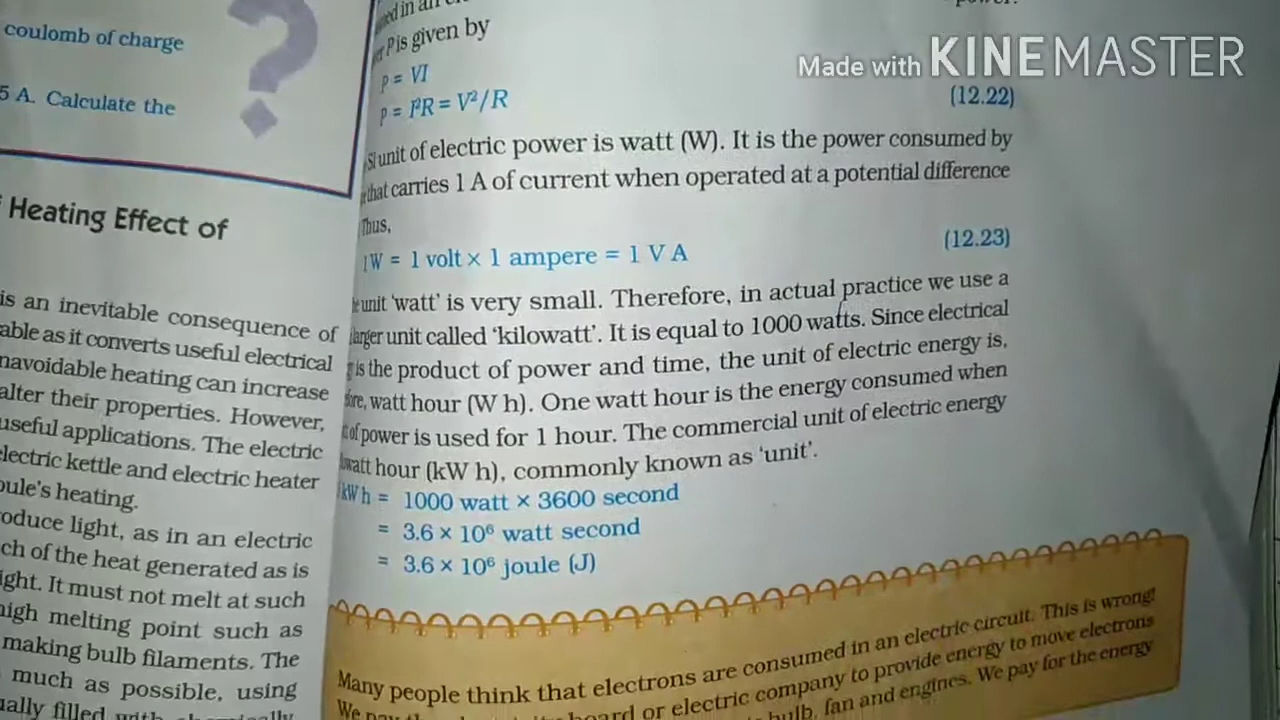 coulomb of charge
5 A. Calculate the
?
Heating Effect of
is an inevitable consequence of
able as it converts useful electrical
navoidable heating can increase
alter their properties. However,
useful applications. The electric
electric kettle and electric heater
oule's heating.
oduce light, as in an electric
ch of the heat generated as is
ight. It must not melt at such
high melting point such as
making bulb filaments. The
much as possible, using
ually filled with
Made with KINEMASTER
P is given by
P = VI
P = I²R = V²/R (12.22)
SI unit of electric power is watt (W). It is the power consumed by
that carries 1 A of current when operated at a potential difference
Thus,
1 W = 1 volt × 1 ampere = 1 V A (12.23)
unit 'watt' is very small. Therefore, in actual practice we use a
larger unit called 'kilowatt'. It is equal to 1000 watts. Since electrical
is the product of power and time, the unit of electric energy is,
fore, watt hour (W h). One watt hour is the energy consumed when
of power is used for 1 hour. The commercial unit of electric energy
watt hour (kW h), commonly known as 'unit'.
kW h = 1000 watt × 3600 second
= 3.6 × 10⁶ watt second
= 3.6 × 10⁶ joule (J)
Many people think that electrons are consumed in an electric circuit. This is wrong!
We pay board or electric company to provide energy to move electrons
bulb, fan and engines. We pay for the energy